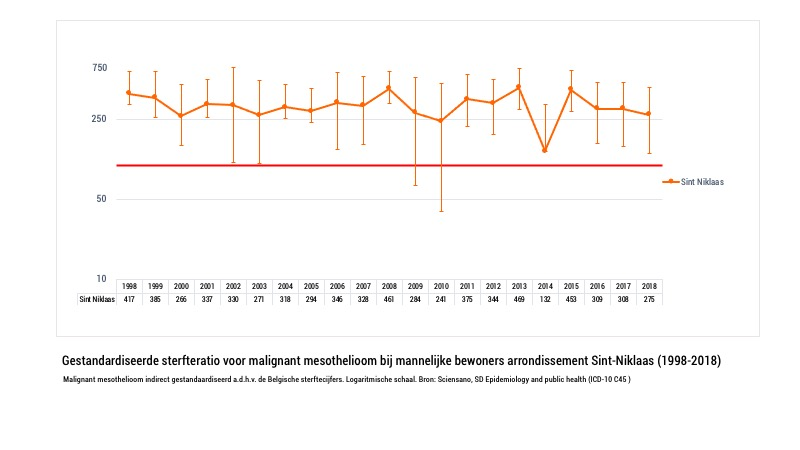 750
250
50
10
Sint Niklaas
1998 1999 2000 2001 2002 2003 2004 2005 2006 2007 2008 2009 2010 2011 2012 2013 2014 2015 2016 2017 2018
Sint Niklaas 417 385 266 337 330 271 318 294 346 328 461 284 241 375 344 469 132 453 309 308 275
Gestandardiseerde sterfteratio voor malignant mesothelioom bij mannelijke bewoners arrondissement Sint-Niklaas (1998-2018)
Malignant mesothelioom indirect gestandaardiseerd a.d.h.v. de Belgische sterftecijfers. Logaritmische schaal. Bron: Sciensano, SD Epidemiology and public health (ICD-10 C45 )